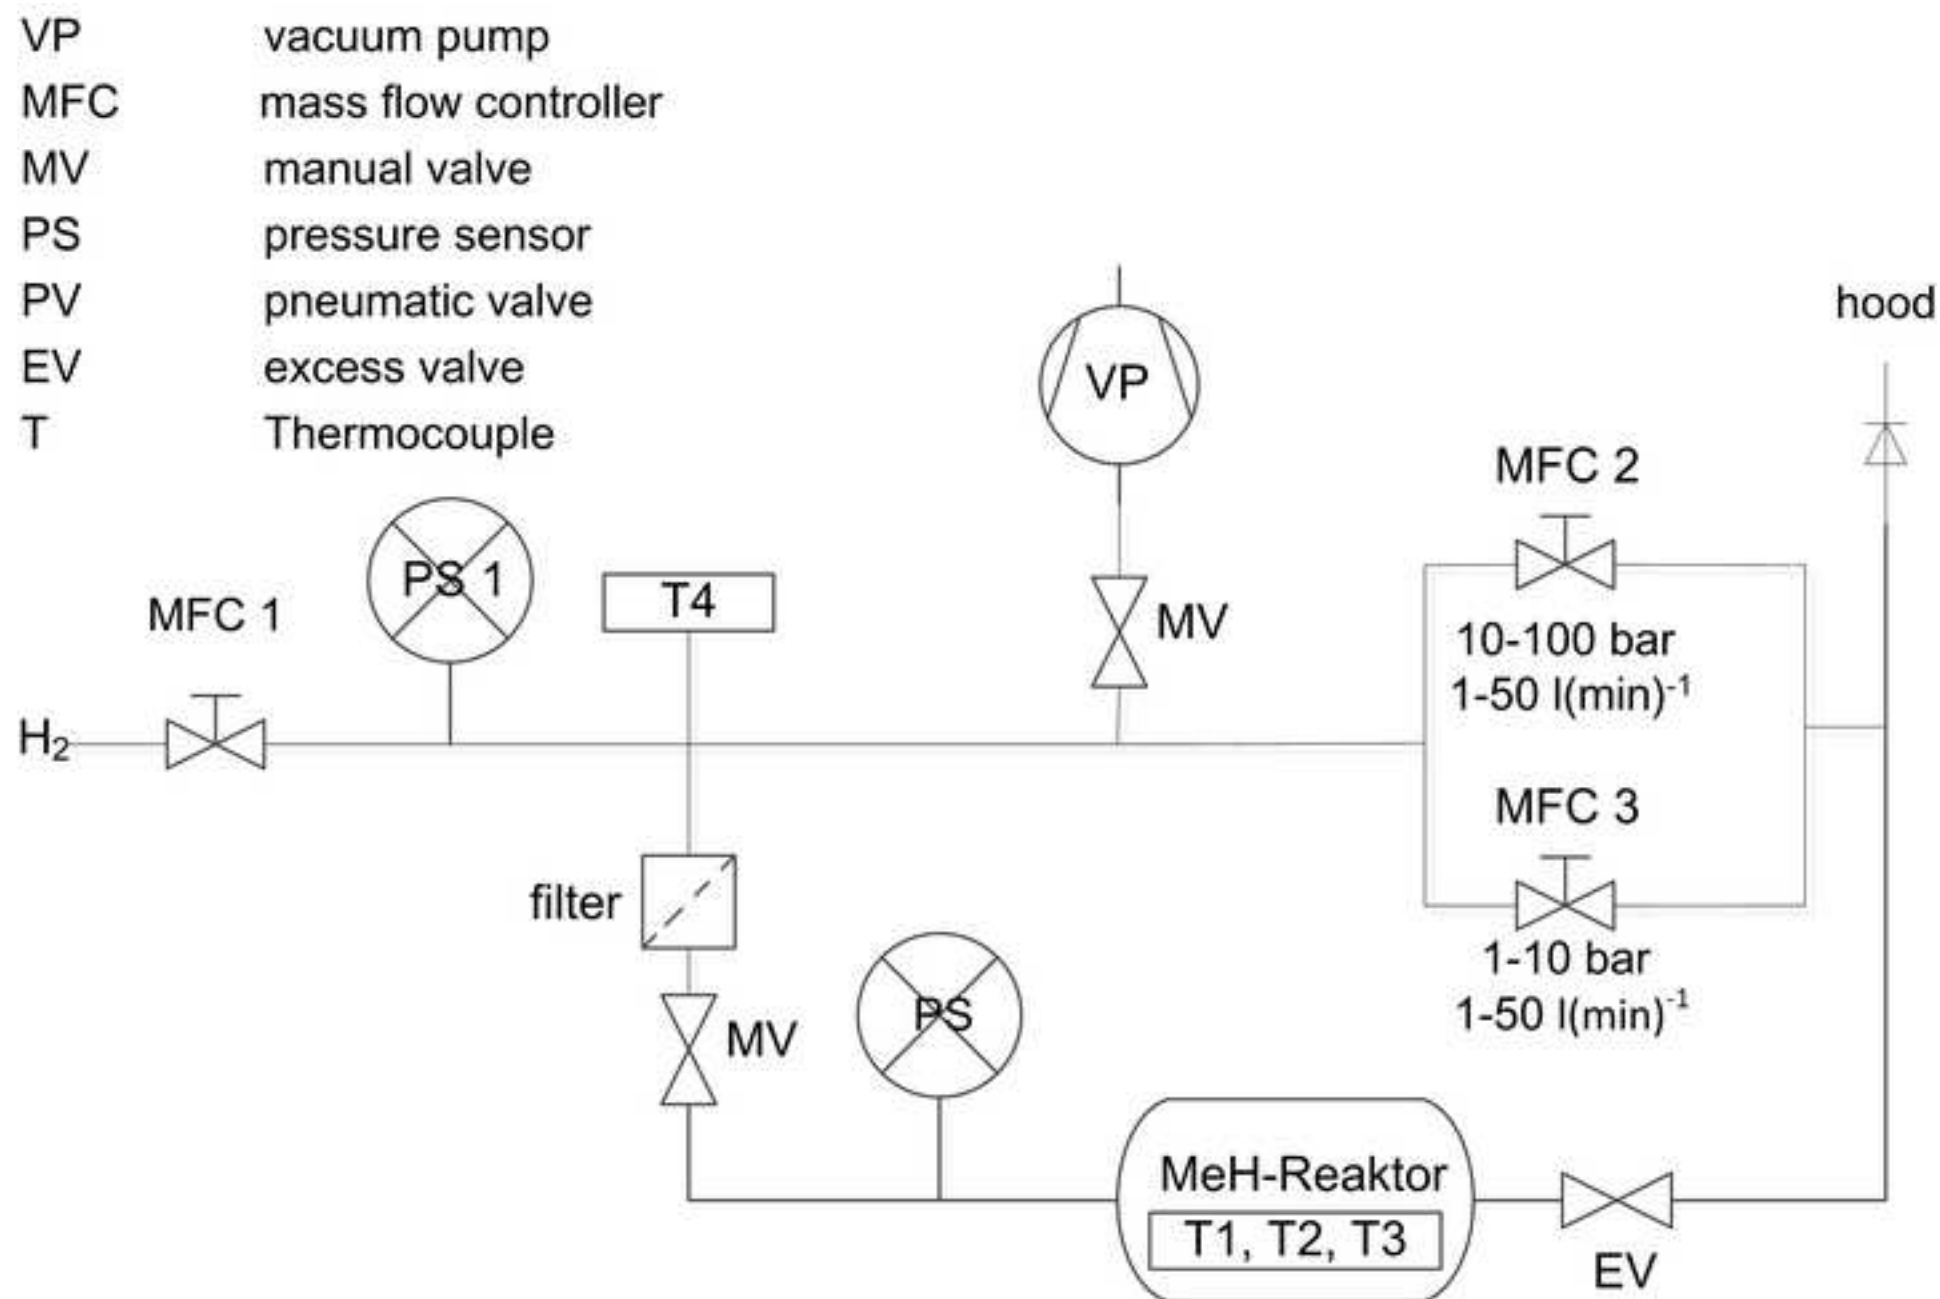 VP vacuum pump
MFC mass flow controller
MV manual valve
PS pressure sensor
PV pneumatic valve
EV excess valve
T Thermocouple
hood
VP
MFC 2
PS 1
T4
MFC 1
MV
10-100 bar
1-50 l(min)⁻¹
H₂
MFC 3
filter
1-10 bar
1-50 l(min)⁻¹
PS
MV
MeH-Reaktor
T1, T2, T3
EV